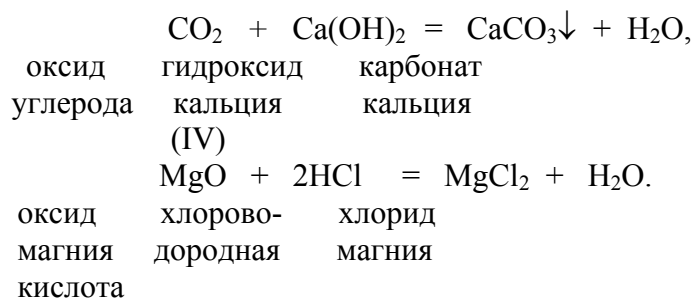 CO₂ + Ca(OH)₂ = CaCO₃↓ + H₂O,
оксид гидроксид карбонат
углерода кальция кальция
(IV)
MgO + 2HCl = MgCl₂ + H₂O.
оксид хлорово- хлорид
магния дородная магния
кислота